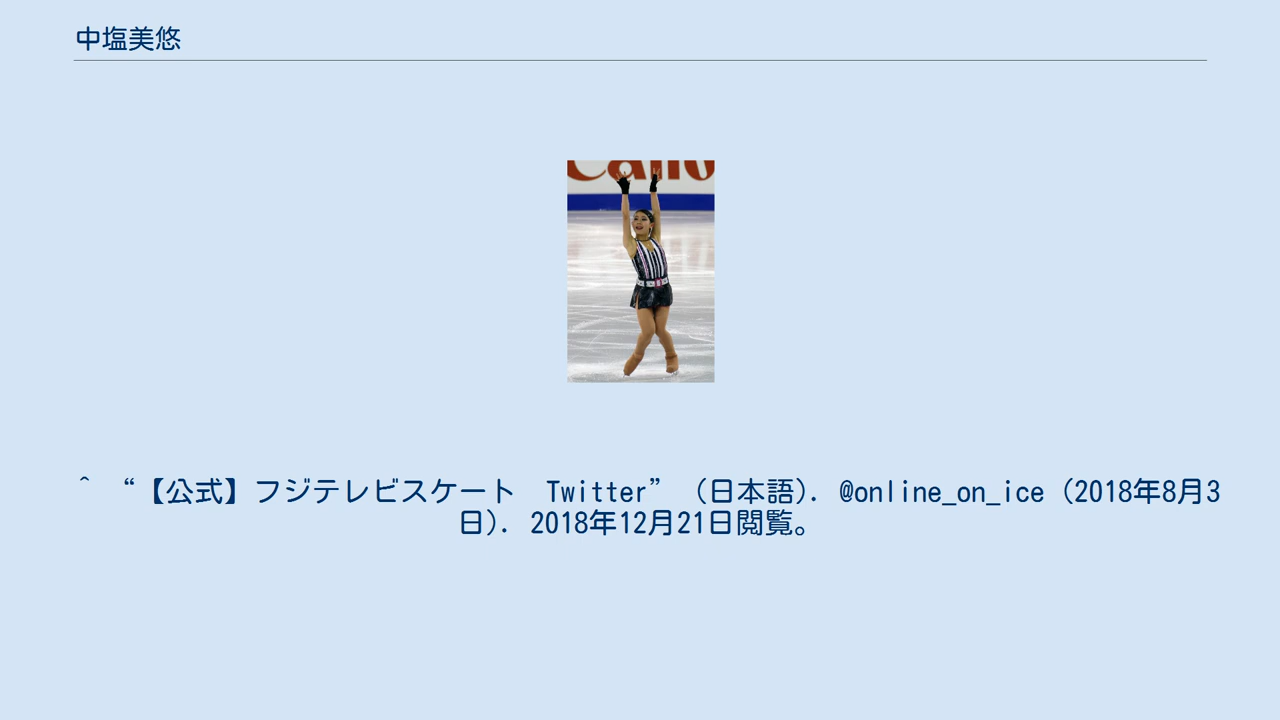 中塩美悠
^ “【公式】フジテレビスケート　Twitter” (日本語). @online_on_ice (2018年8月3
日). 2018年12月21日閲覧。